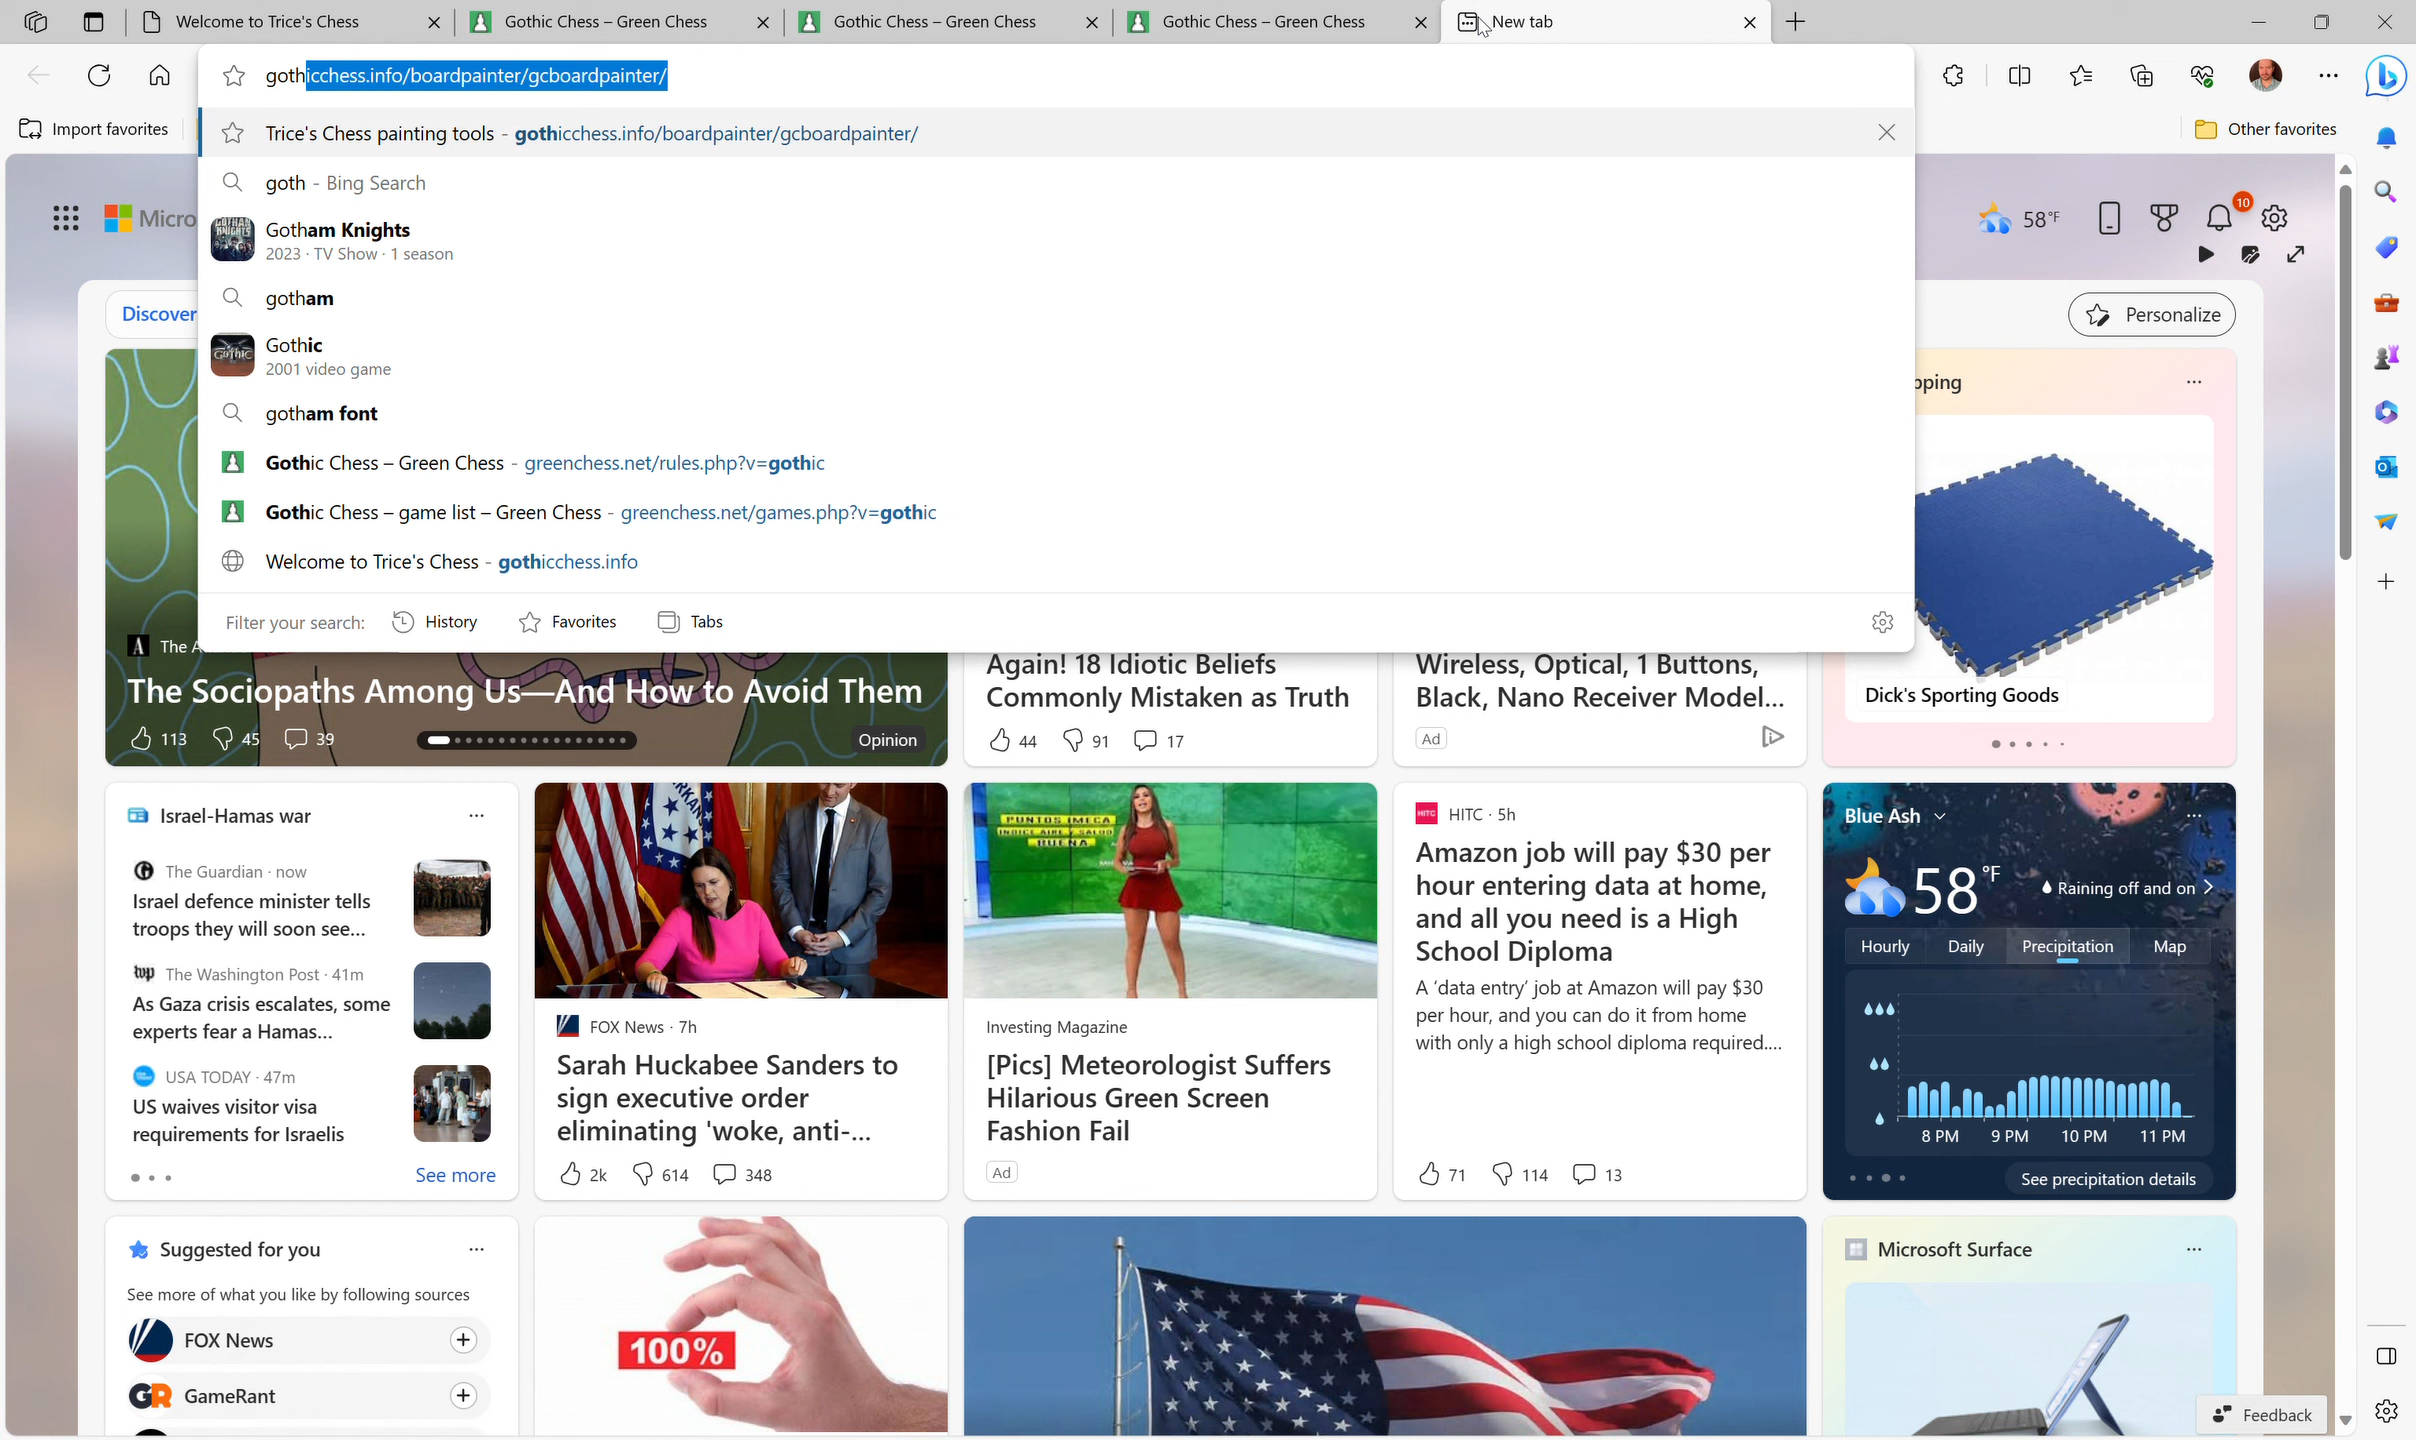 Welcome to Trice's Chess
Gothic Chess – Green Chess
Gothic Chess – Green Chess
Gothic Chess – Green Chess
New tab
gothicchess.info/boardpainter/gcboardpainter/
Import favorites
Other favorites
Trice's Chess painting tools - gothicchess.info/boardpainter/gcboardpainter/
goth - Bing Search
Gotham Knights
2023 · TV Show · 1 season
gotham
Gothic
2001 video game
gotham font
Gothic Chess – Green Chess - greenchess.net/rules.php?v=gothic
Gothic Chess – game list – Green Chess - greenchess.net/games.php?v=gothic
Welcome to Trice's Chess - gothicchess.info
Filter your search:
History
Favorites
Tabs
Micro
58°F
10
Discover
Personalize
The A
The Sociopaths Among Us—And How to Avoid Them
113
45
39
Opinion
Again! 18 Idiotic Beliefs
Commonly Mistaken as Truth
44
91
17
Wireless, Optical, 1 Buttons,
Black, Nano Receiver Model...
Ad
pping
Dick's Sporting Goods
Israel-Hamas war
The Guardian · now
Israel defence minister tells
troops they will soon see...
wp The Washington Post · 41m
As Gaza crisis escalates, some
experts fear a Hamas...
USA TODAY · 47m
US waives visitor visa
requirements for Israelis
See more
FOX News · 7h
Sarah Huckabee Sanders to
sign executive order
eliminating 'woke, anti-...
2k
614
348
PUNTOS IMECA
INDICE AIRE Y SALUD
BUENA
Investing Magazine
[Pics] Meteorologist Suffers
Hilarious Green Screen
Fashion Fail
Ad
HITC
HITC · 5h
Amazon job will pay $30 per
hour entering data at home,
and all you need is a High
School Diploma
A ‘data entry’ job at Amazon will pay $30
per hour, and you can do it from home
with only a high school diploma required....
71
114
13
Blue Ash
58 °F
Raining off and on
Hourly
Daily
Precipitation
Map
8 PM
9 PM
10 PM
11 PM
See precipitation details
Suggested for you
See more of what you like by following sources
FOX News
GR GameRant
100%
Microsoft Surface
Feedback